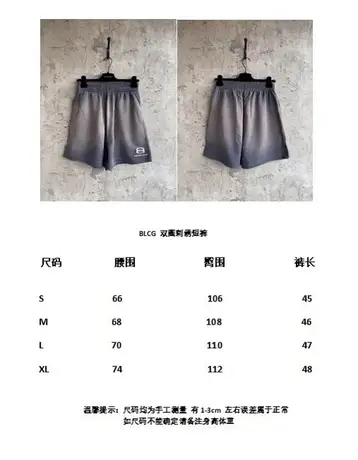 BLCG 双圈刺绣短裤
尺码 腰围 臀围 裤长
S 66 106 45
M 68 108 46
L 70 110 47
XL 74 112 48
温馨提示：尺码均为手工测量 有1-3cm 左右误差属于正常
如尺码不能确定请备注身高体重